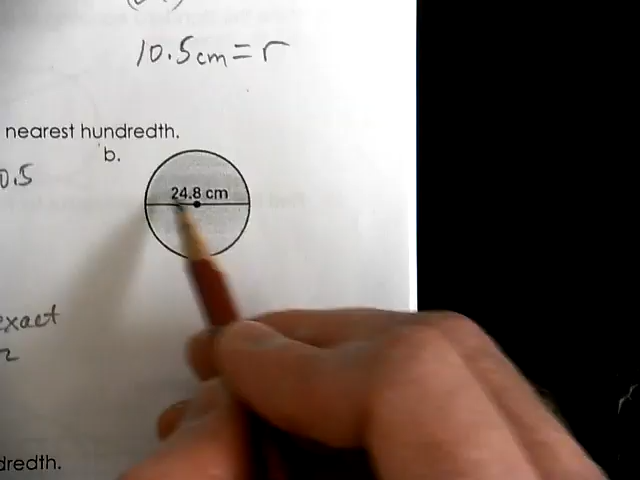 10.5cm=r
nearest hundredth.
b.
24.8 cm
0.5
exact
dredth.